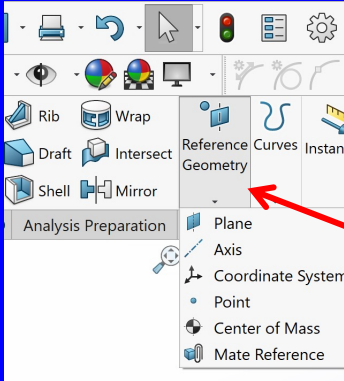 Rib
Wrap
Draft
Intersect
Shell
Mirror
Reference
Geometry
Curves
Instan
Analysis Preparation
Plane
Axis
Coordinate System
Point
Center of Mass
Mate Reference